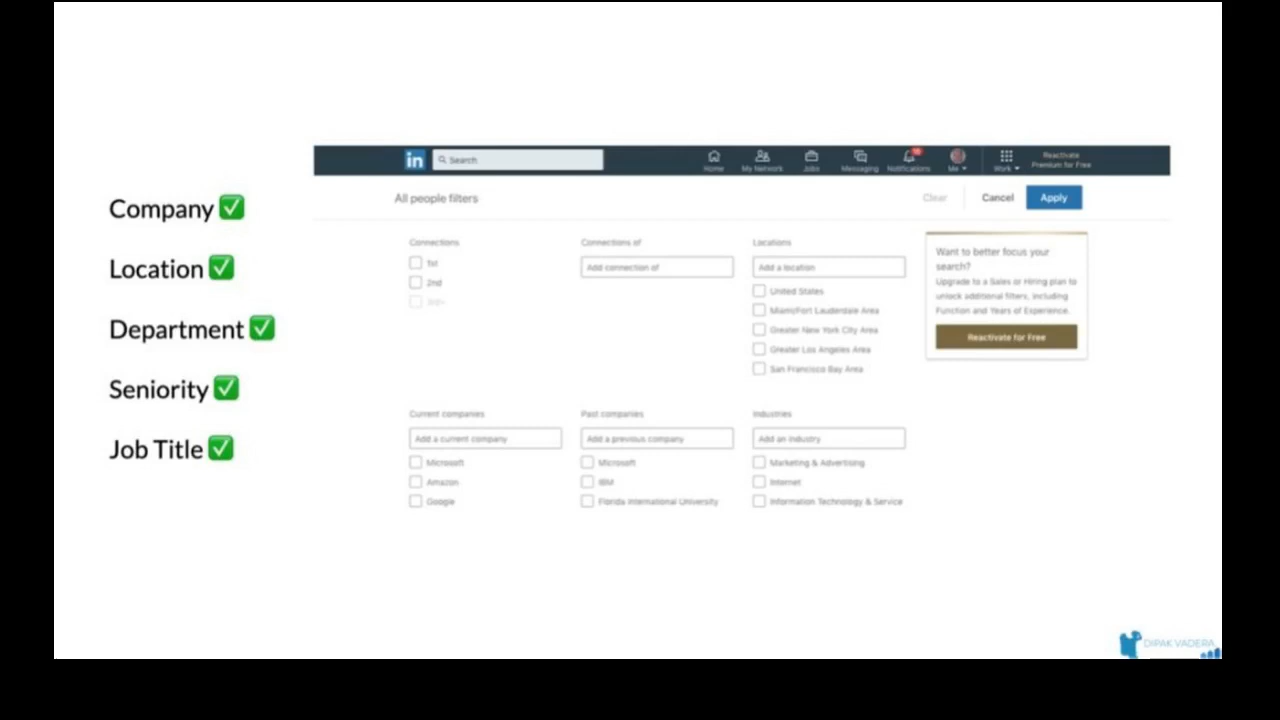 Company ✅
Location ✅
Department ✅
Seniority ✅
Job Title ✅
in
Search
Home
My Network
Jobs
Messaging
Notifications
Me
Work
Reactivate
Premium for Free
All people filters
Clear
Cancel
Apply
Connections
1st
2nd
3rd+
Connections of
Add connection of
Locations
Add a location
United States
Miami/Fort Lauderdale Area
Greater New York City Area
Greater Los Angeles Area
San Francisco Bay Area
Want to better focus your
search?
Upgrade to a Sales or Hiring plan to
unlock additional filters, including
Function and Years of Experience.
Reactivate for Free
Current companies
Add a current company
Microsoft
Amazon
Google
Past companies
Add a previous company
Microsoft
IBM
Florida International University
Industries
Add an industry
Marketing & Advertising
Internet
Information Technology & Service
DIPAK VADERA